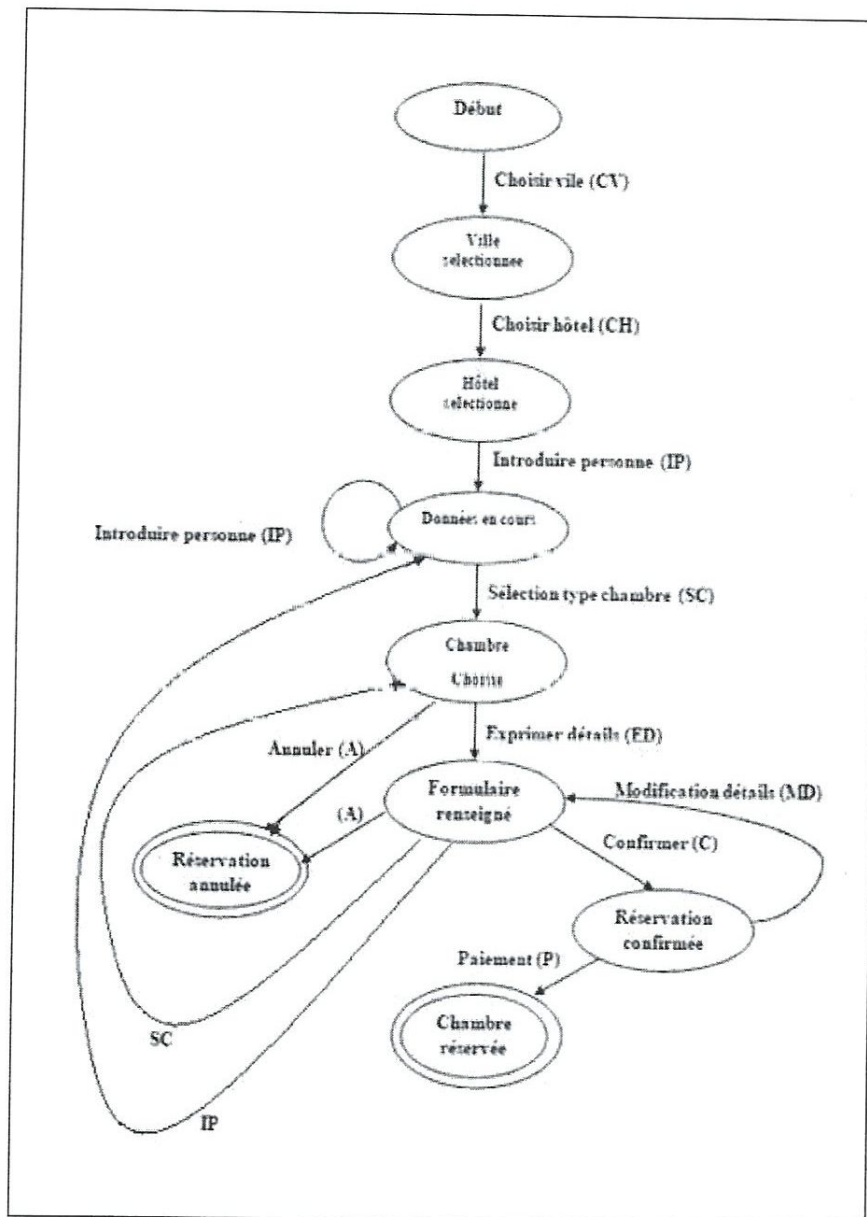 Début
Choisir vile (CV)
Ville
selectionnee
Choisir hôtel (CH)
Hôtel
selectionne
Introduire personne (IP)
Données en cours
Introduire personne (IP)
Sélection type chambre (SC)
Chambre
Choisie
Exprimer détails (ED)
Annuler (A)
Modification détails (MD)
Formulaire
renseigné
(A)
Confirmer (C)
Réservation
annulée
Réservation
confirmée
Paiement (P)
Chambre
réservée
SC
IP